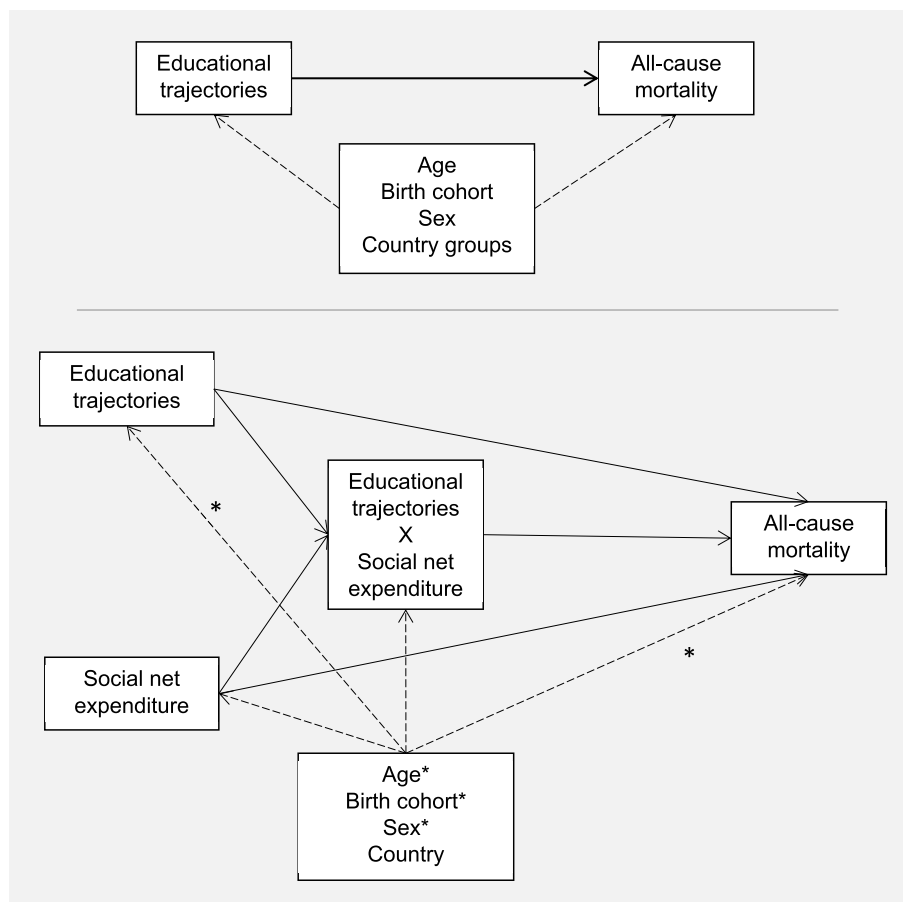 Educational
trajectories
All-cause
mortality
Age
Birth cohort
Sex
Country groups
Educational
trajectories
*
Educational
trajectories
X
Social net
expenditure
All-cause
mortality
*
Social net
expenditure
Age*
Birth cohort*
Sex*
Country